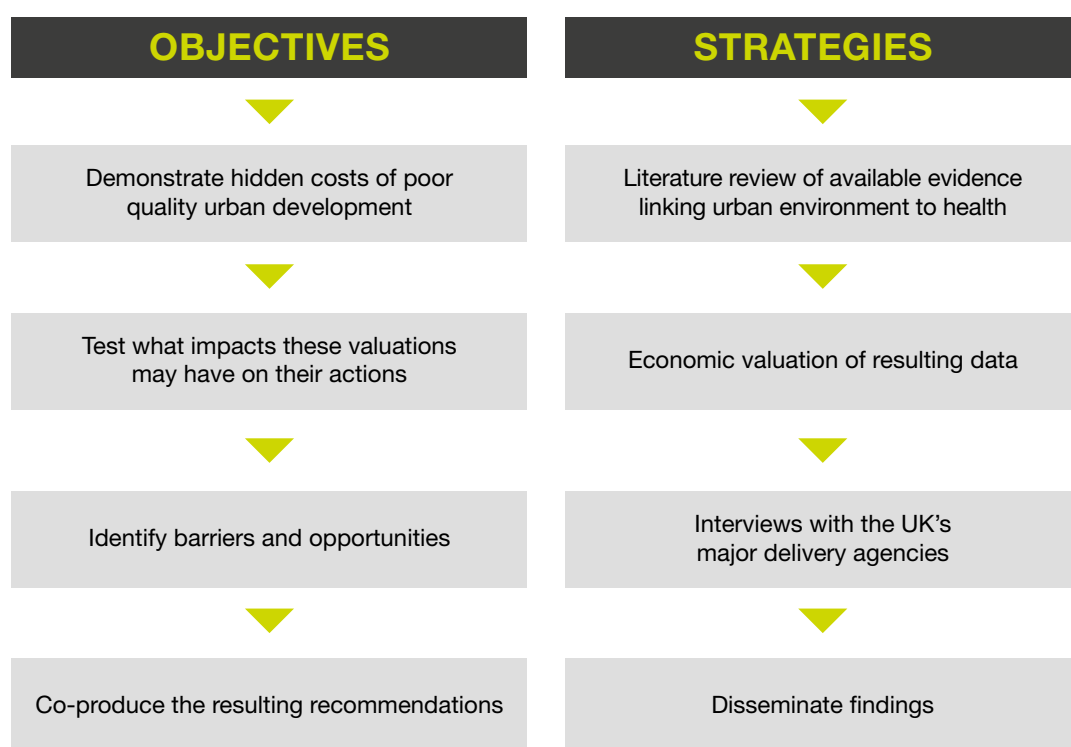 OBJECTIVES
Demonstrate hidden costs of poor
quality urban development
Test what impacts these valuations
may have on their actions
Identify barriers and opportunities
Co-produce the resulting recommendations
STRATEGIES
Literature review of available evidence
linking urban environment to health
Economic valuation of resulting data
Interviews with the UK’s
major delivery agencies
Disseminate findings